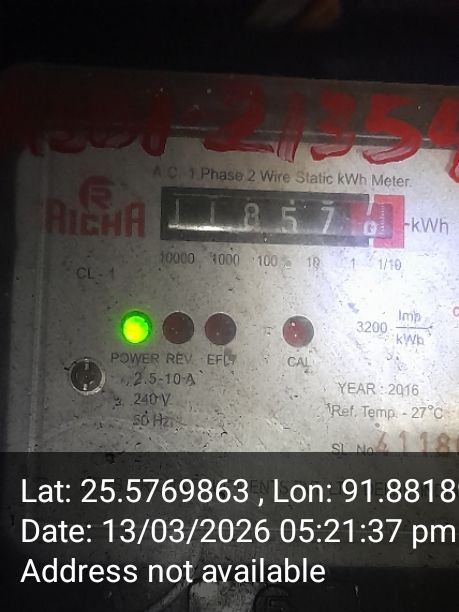 A.C. 1 Phase 2 Wire Static kWh Meter.
RICHA
1 1 8 5 7
kWh
10000 1000 100 10 1 1/10
CL-1
3200 Imp/kWh
POWER REV. EFL CAL
2.5-10 A
240 V
50 Hz
YEAR : 2016
Ref. Temp. - 27°C
SL. No.
Lat: 25.5769863 , Lon: 91.8818
Date: 13/03/2026 05:21:37 pm
Address not available